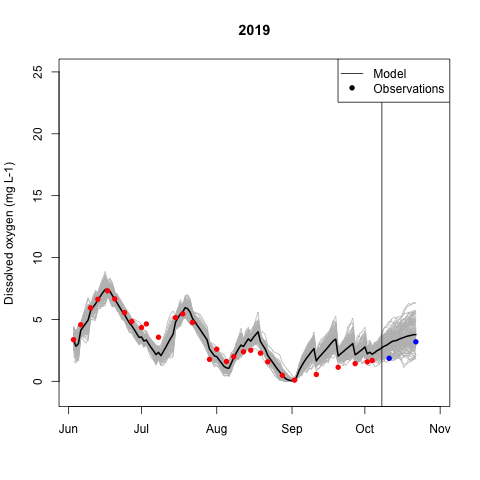 2019
Model
Observations
Dissolved oxygen (mg L-1)
25
20
15
10
5
0
Jun Jul Aug Sep Oct Nov